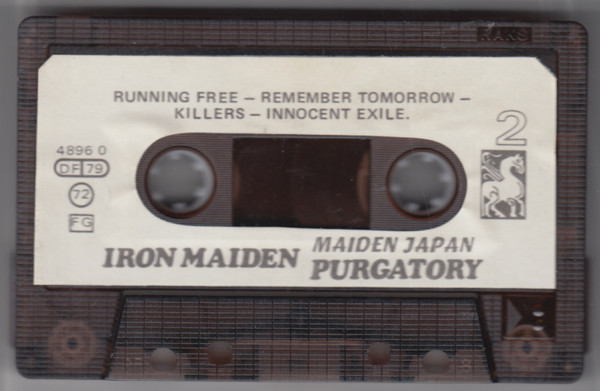 RAKS
RUNNING FREE – REMEMBER TOMORROW –
KILLERS – INNOCENT EXILE.
2
4896 0
DF 79
72
FG
IRON MAIDEN
MAIDEN JAPAN
PURGATORY